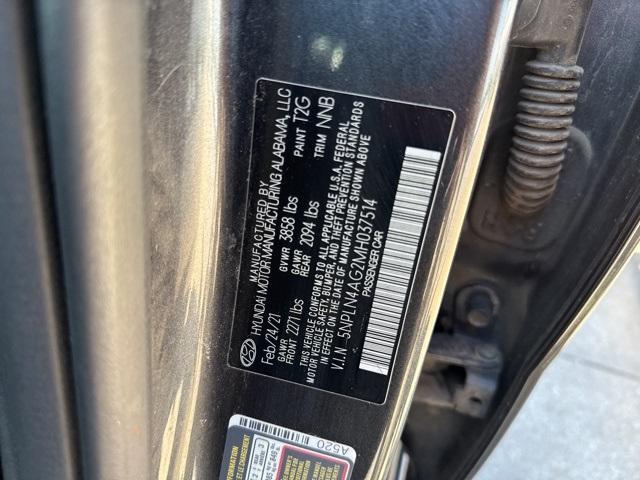 MANUFACTURED BY
HYUNDAI MOTOR MANUFACTURING ALABAMA, LLC
Feb/24/21 GVWR 3858 lbs PAINT T2G
GAWR FRONT 2271 lbs GAWR REAR 2094 lbs TRIM NNB
THIS VEHICLE CONFORMS TO ALL APPLICABLE U.S.A. FEDERAL
MOTOR VEHICLE SAFETY, BUMPER, AND THEFT PREVENTION STANDARDS
IN EFFECT ON THE DATE OF MANUFACTURE SHOWN ABOVE
V.I.N 5NPLN4AG7MH037514
PASSENGER CAR
A520